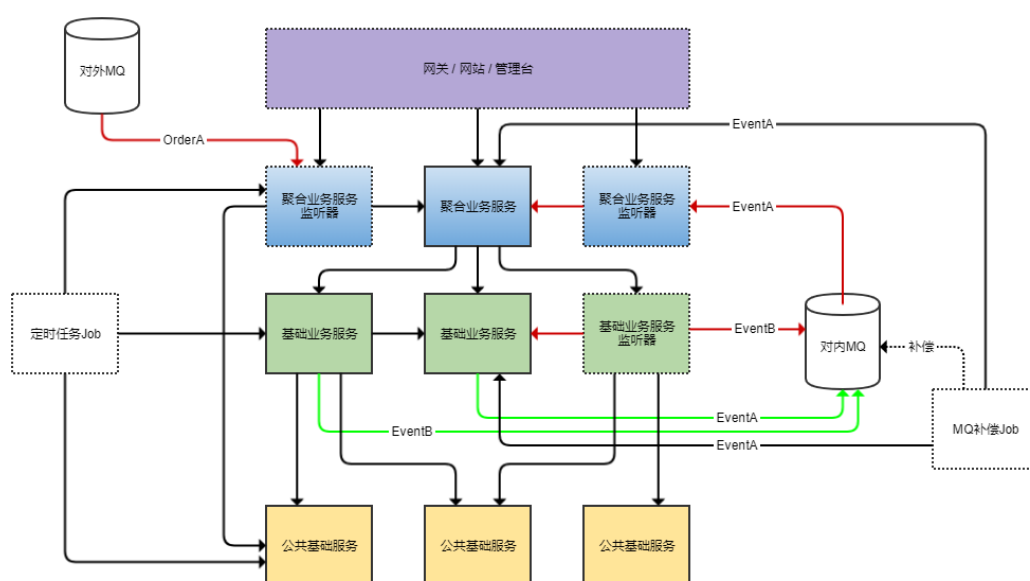 对外MQ
网关 / 网站 / 管理台
EventA
OrderA
聚合业务服务
监听器
聚合业务服务
聚合业务服务
监听器
EventA
定时任务Job
基础业务服务
基础业务服务
基础业务服务
监听器
EventB
对内MQ
补偿
EventA
EventB
EventA
MQ补偿Job
公共基础服务
公共基础服务
公共基础服务